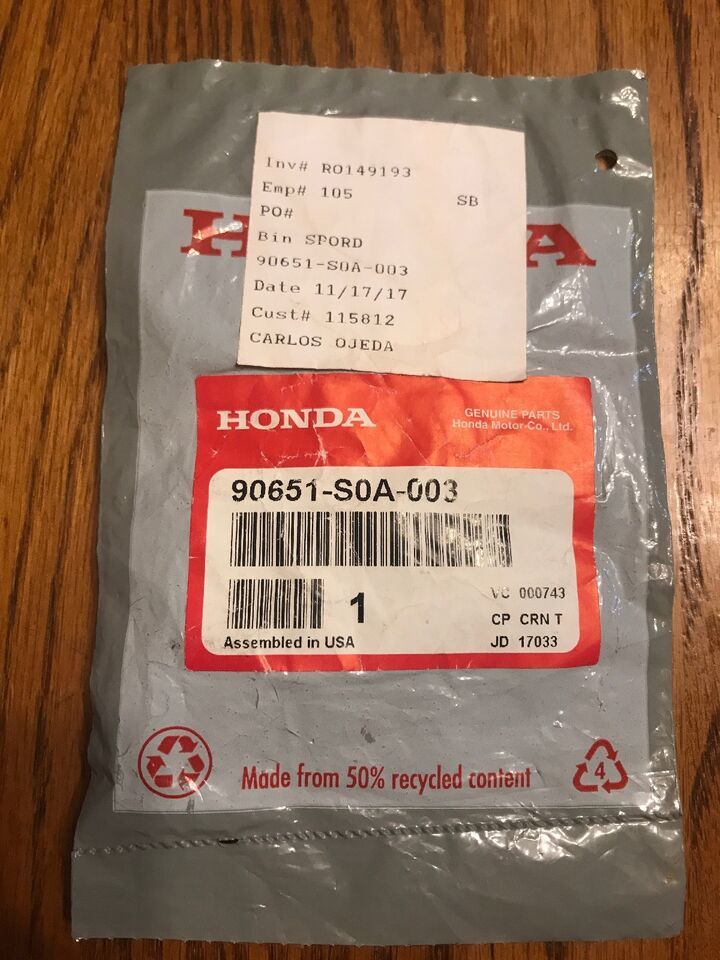 Inv# RO149193
Emp# 105 SB
PO#
Bin SPORD
90651-S0A-003
Date 11/17/17
Cust# 115812
CARLOS OJEDA
HONDA
GENUINE PARTS
Honda Motor Co., Ltd.
90651-S0A-003
1
VC 000743
CP CRN T
Assembled in USA
JD 17033
Made from 50% recycled content
4